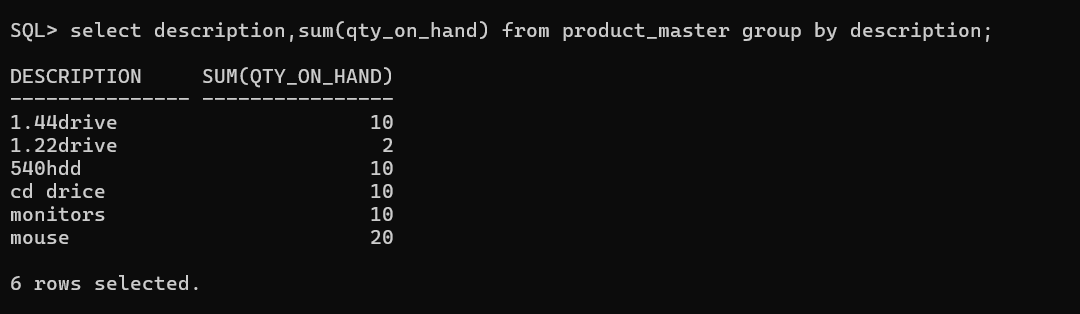 SQL> select description,sum(qty_on_hand) from product_master group by description;
DESCRIPTION     SUM(QTY_ON_HAND)
--------------- ----------------
1.44drive                     10
1.22drive                      2
540hdd                        10
cd drice                      10
monitors                      10
mouse                         20
6 rows selected.